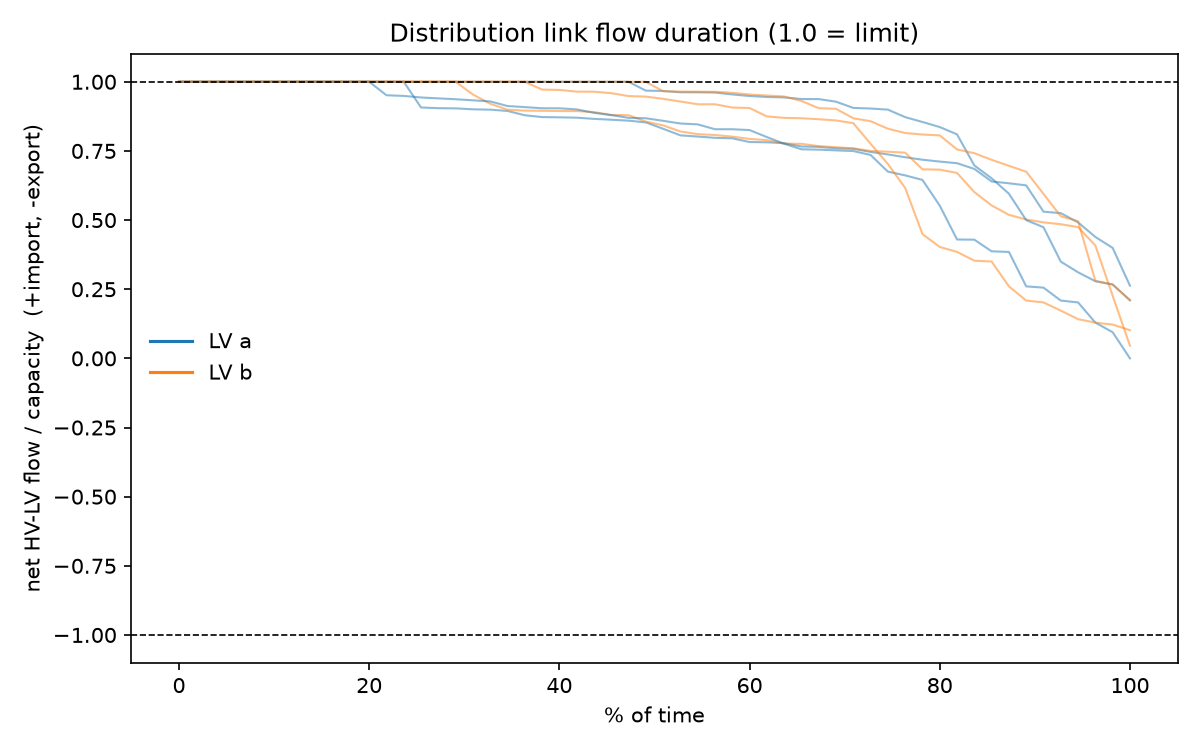 Distribution link flow duration (1.0 = limit)
net HV-LV flow / capacity  (+import, -export)
1.00
0.75
0.50
0.25
0.00
−0.25
−0.50
−0.75
−1.00
LV a
LV b
0 20 40 60 80 100
% of time